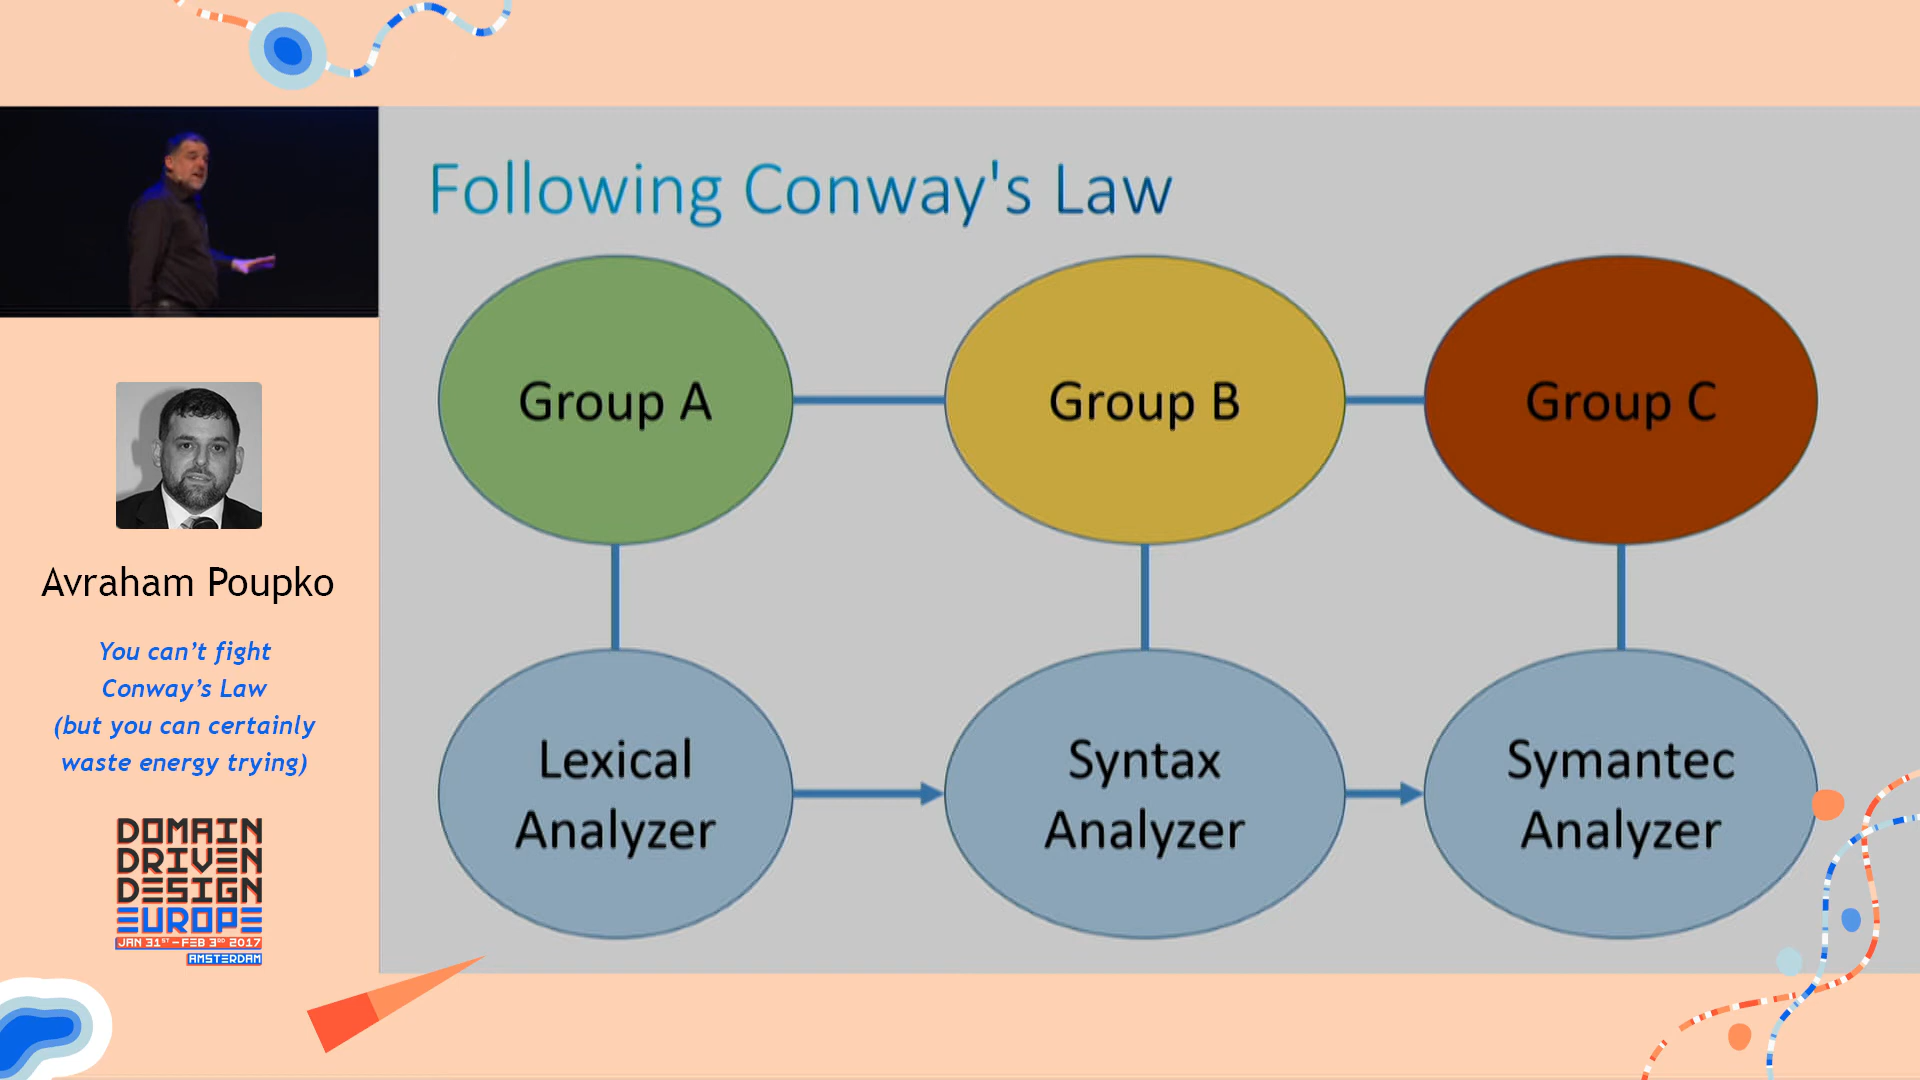 Following Conway's Law
Group A
Group B
Group C
Lexical
Analyzer
Syntax
Analyzer
Symantec
Analyzer
Avraham Poupko
You can’t fight
Conway’s Law
(but you can certainly
waste energy trying)
DOMAIN
DRIVEN
DESIGN
EUROPE
JAN 31ST - FEB 3RD 2017
AMSTERDAM